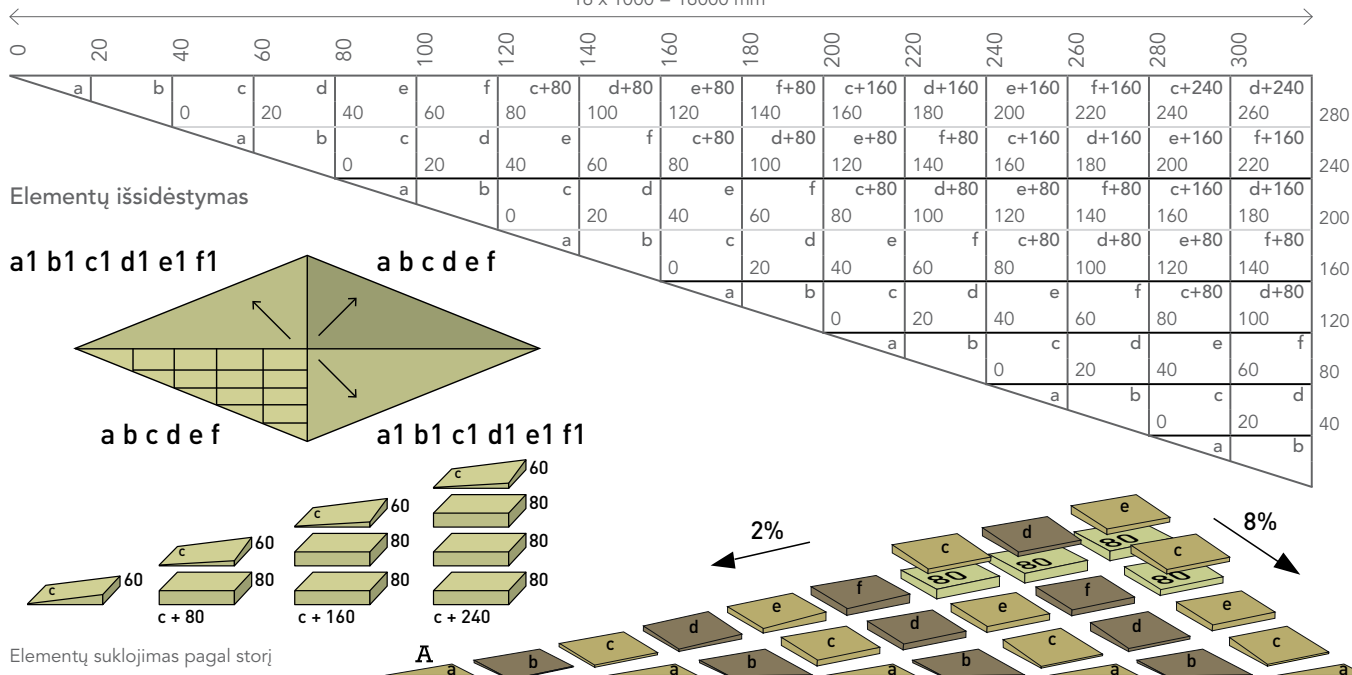 16 x 1000 = 16000 mm
0 20 40 60 80 100 120 140 160 180 200 220 240 260 280 300
a b c d e f c+80 d+80 e+80 f+80 c+160 d+160 e+160 f+160 c+240 d+240
0 20 40 60 80 100 120 140 160 180 200 220 240 260 280
a b c d e f c+80 d+80 e+80 f+80 c+160 d+160 e+160 f+160
0 20 40 60 80 100 120 140 160 180 200 220 240
a b c d e f c+80 d+80 e+80 f+80 c+160 d+160
0 20 40 60 80 100 120 140 160 180 200
a b c d e f c+80 d+80 e+80 f+80
0 20 40 60 80 100 120 140 160
a b c d e f c+80 d+80
0 20 40 60 80 100 120
a b c d e f
0 20 40 60 80
a b c d
0 20 40
a b
Elementų išsidėstymas
a1 b1 c1 d1 e1 f1
a b c d e f
a b c d e f
a1 b1 c1 d1 e1 f1
c 60
c 60
80
c + 80
c 60
80
80
c + 160
c 60
80
80
80
c + 240
Elementų suklojimas pagal storį
2%
8%
e
80
d
80
c
80
c
80
f
f
e
e
e
d
d
d
c
c
c
c
A
a b a b a b a b a